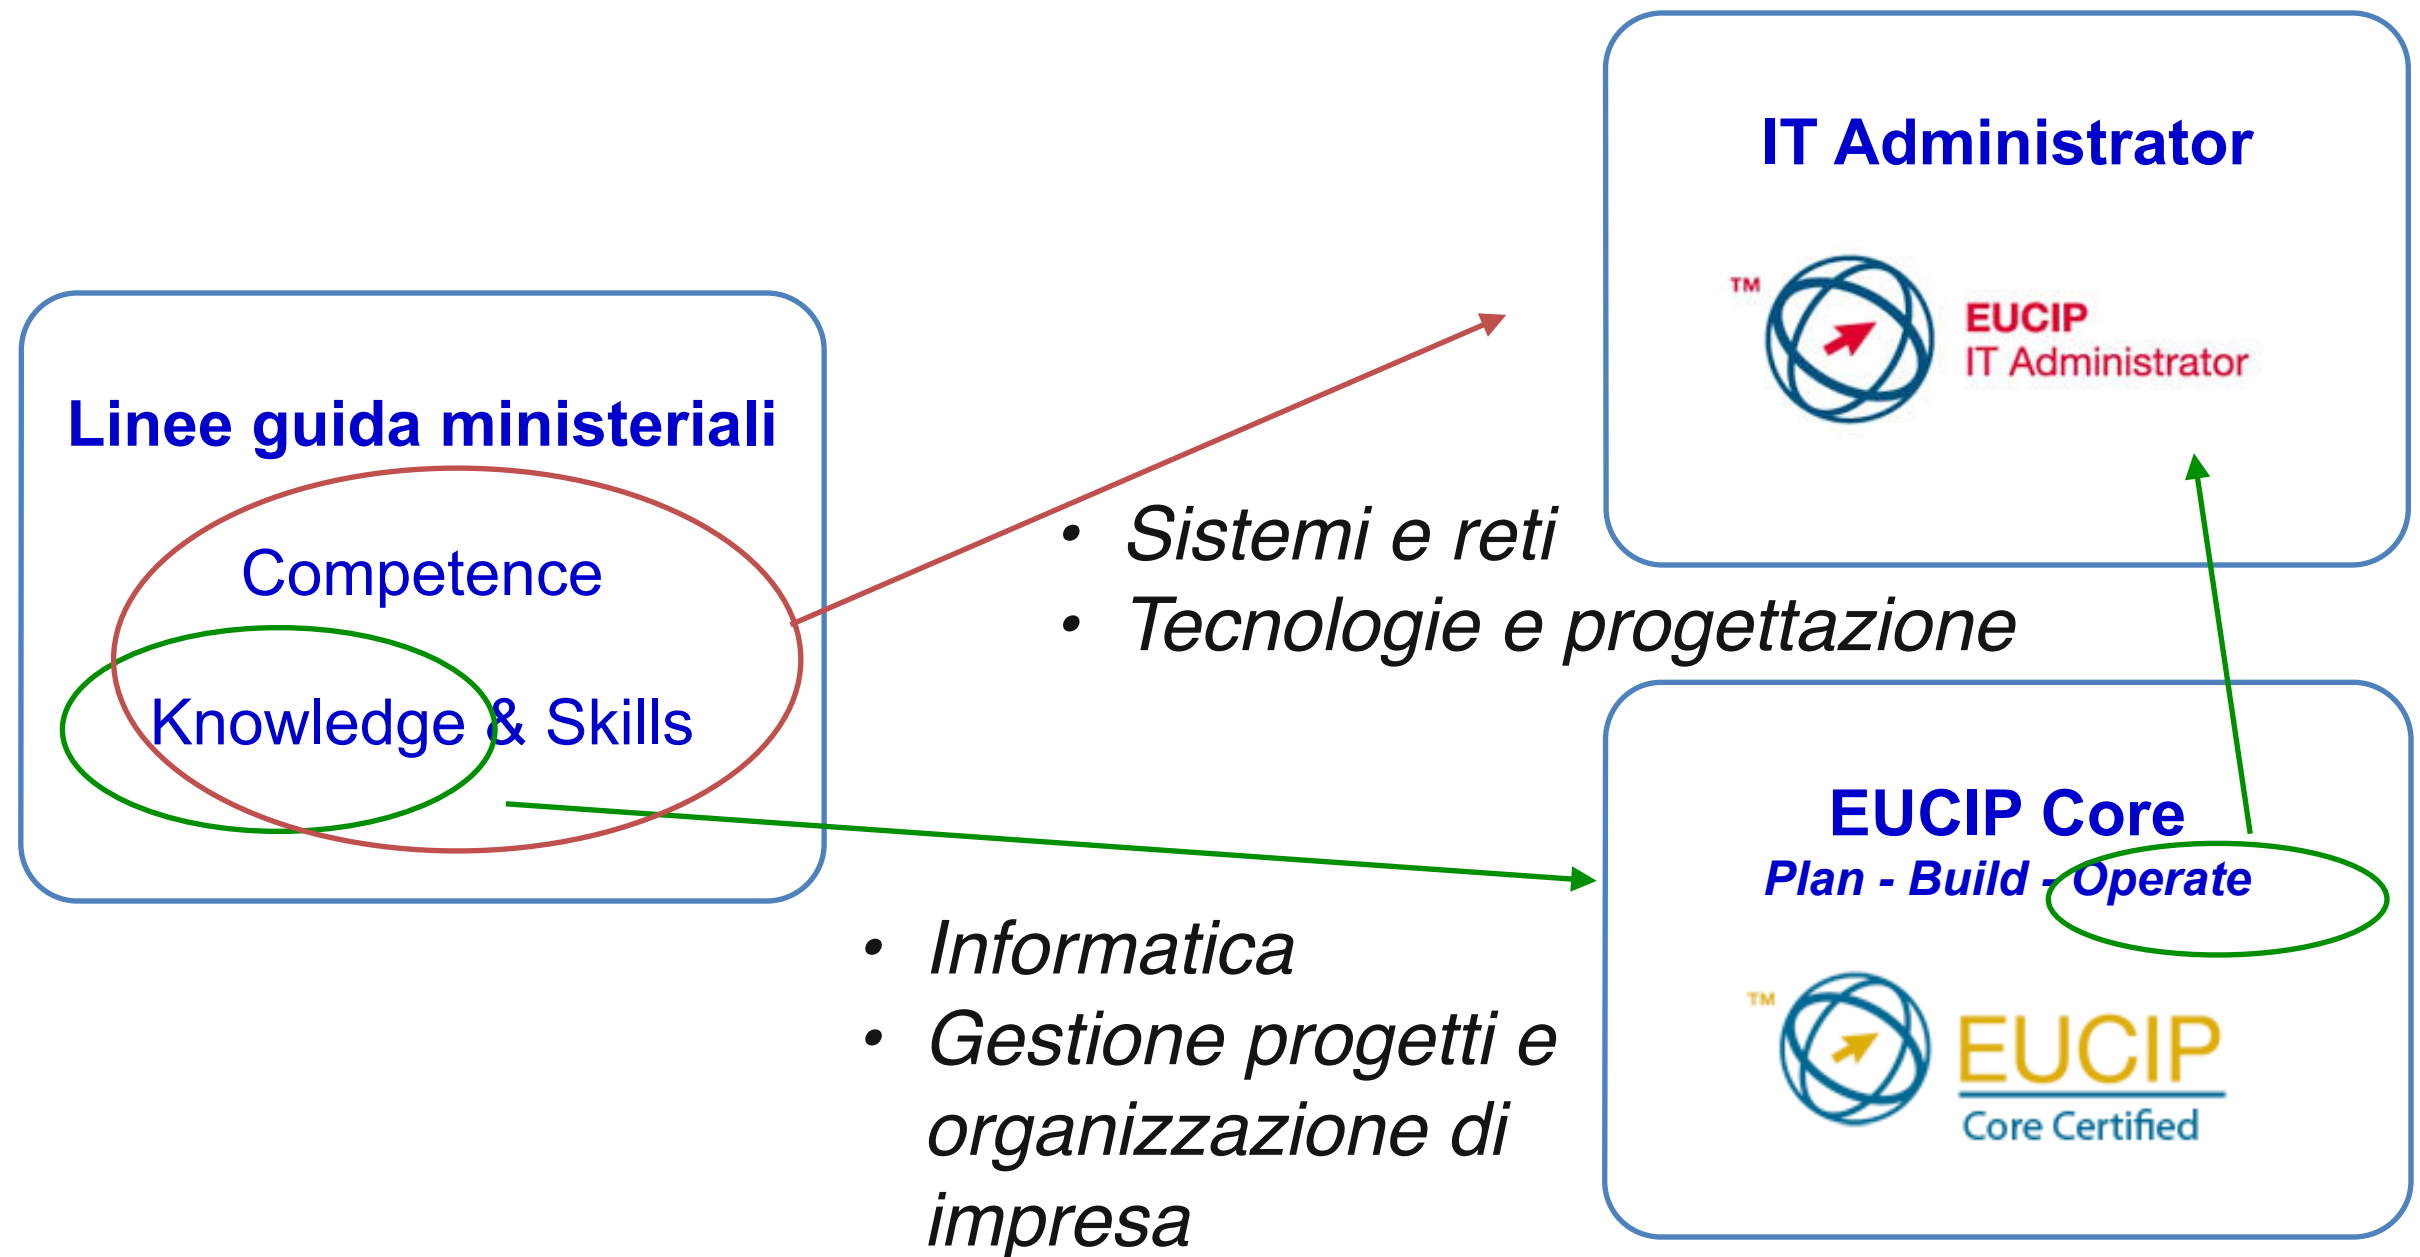 Linee guida ministeriali
Competence
Knowledge & Skills
IT Administrator
TM
EUCIP
IT Administrator
• Sistemi e reti
• Tecnologie e progettazione
EUCIP Core
Plan - Build - Operate
TM
EUCIP
Core Certified
• Informatica
• Gestione progetti e
organizzazione di
impresa